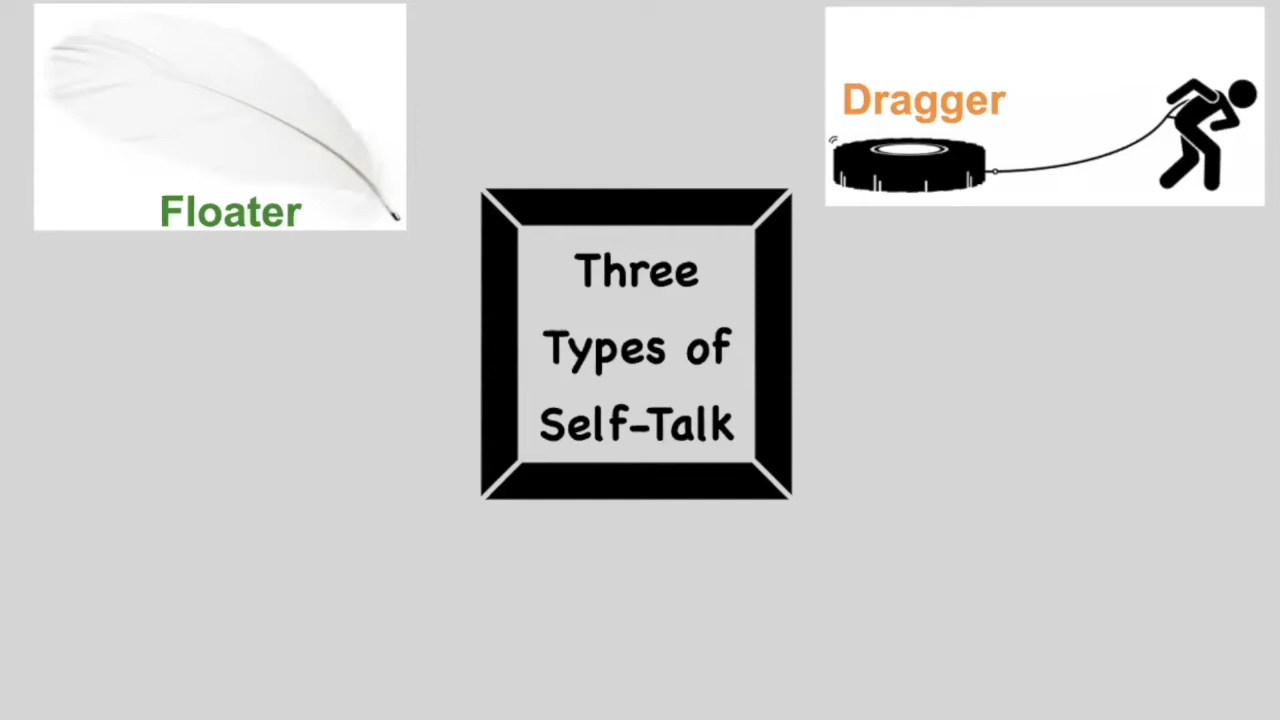 Floater
Dragger
Three
Types of
Self-Talk